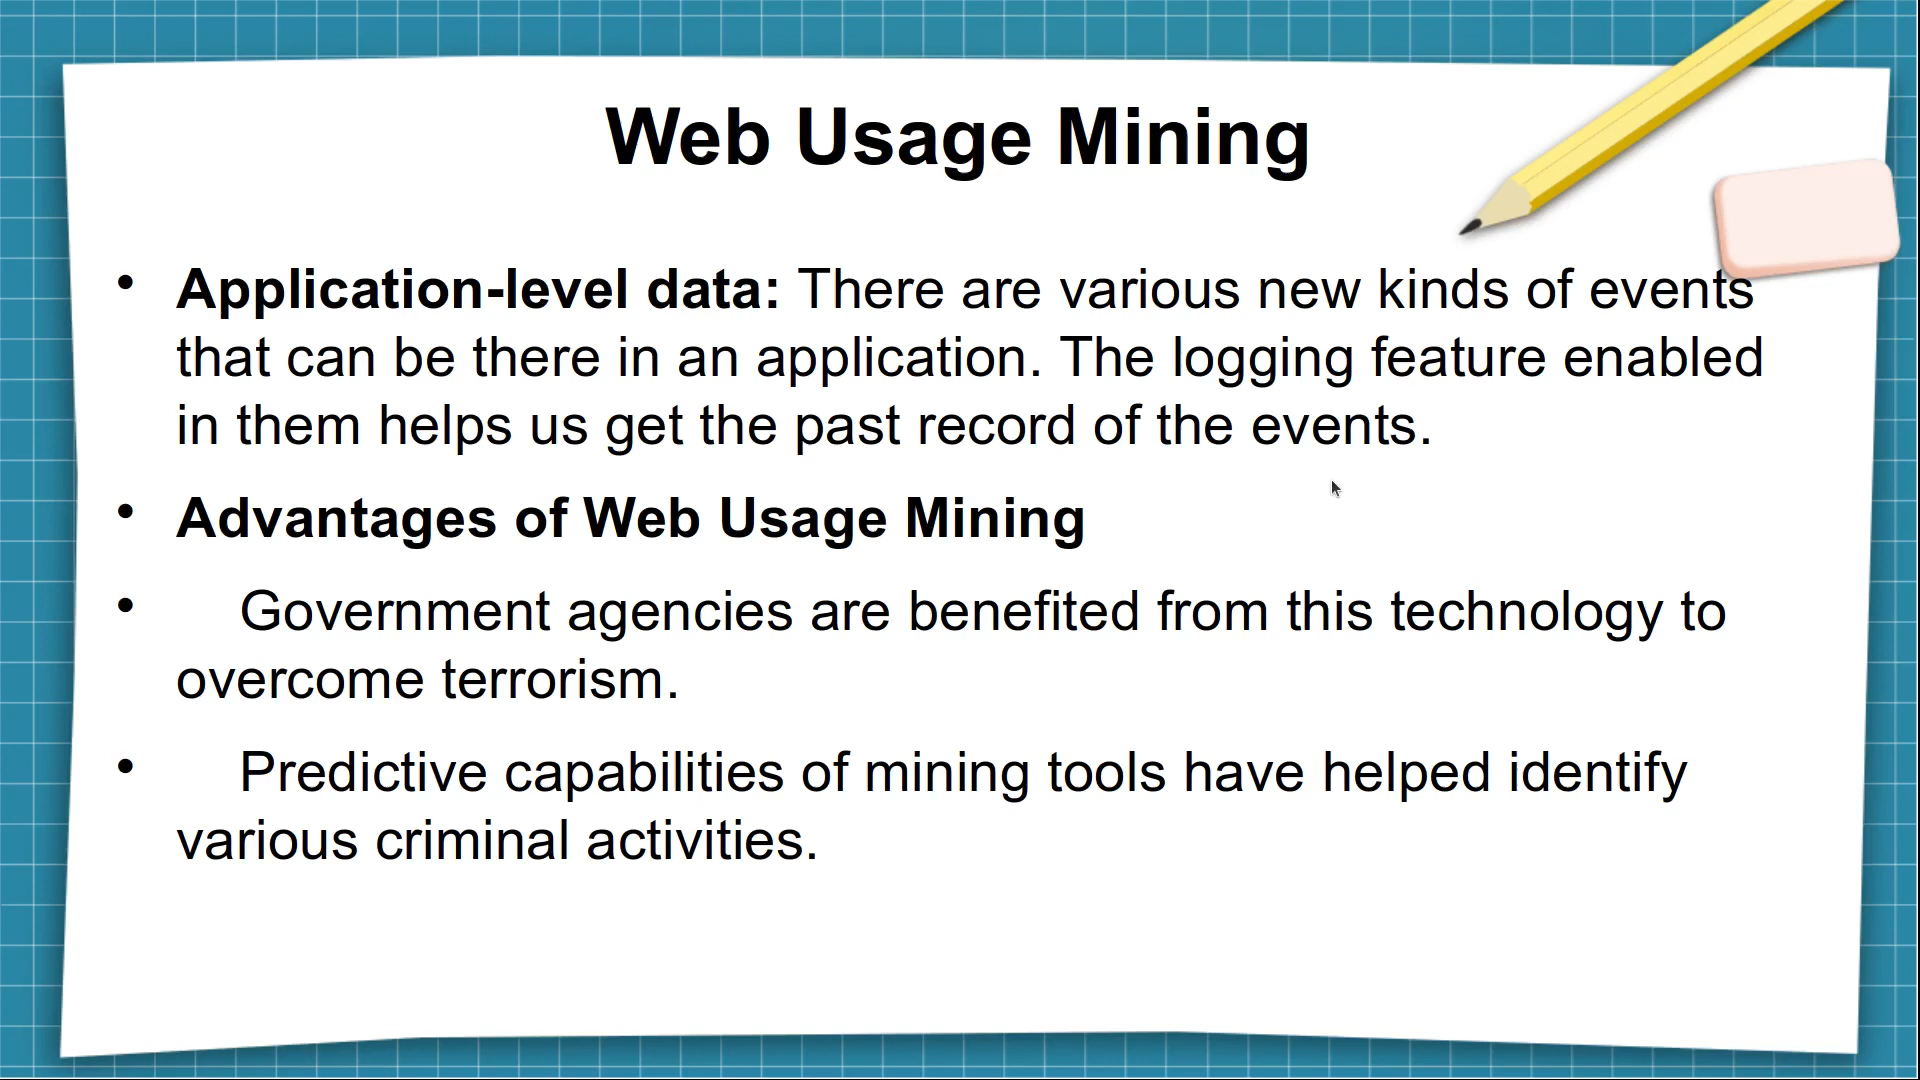 Web Usage Mining
• Application-level data: There are various new kinds of events
that can be there in an application. The logging feature enabled
in them helps us get the past record of the events.
• Advantages of Web Usage Mining
• Government agencies are benefited from this technology to
overcome terrorism.
• Predictive capabilities of mining tools have helped identify
various criminal activities.